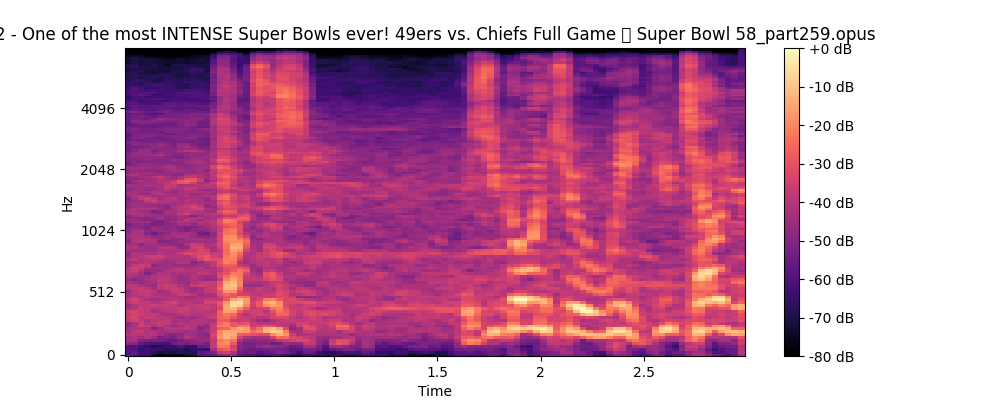 2 - One of the most INTENSE Super Bowls ever! 49ers vs. Chiefs Full Game ▯ Super Bowl 58_part259.opus
+0 dB
-10 dB
4096
-20 dB
-30 dB
2048
Hz
-40 dB
1024
-50 dB
-60 dB
512
-70 dB
0
-80 dB
0 0.5 1 1.5 2 2.5
Time